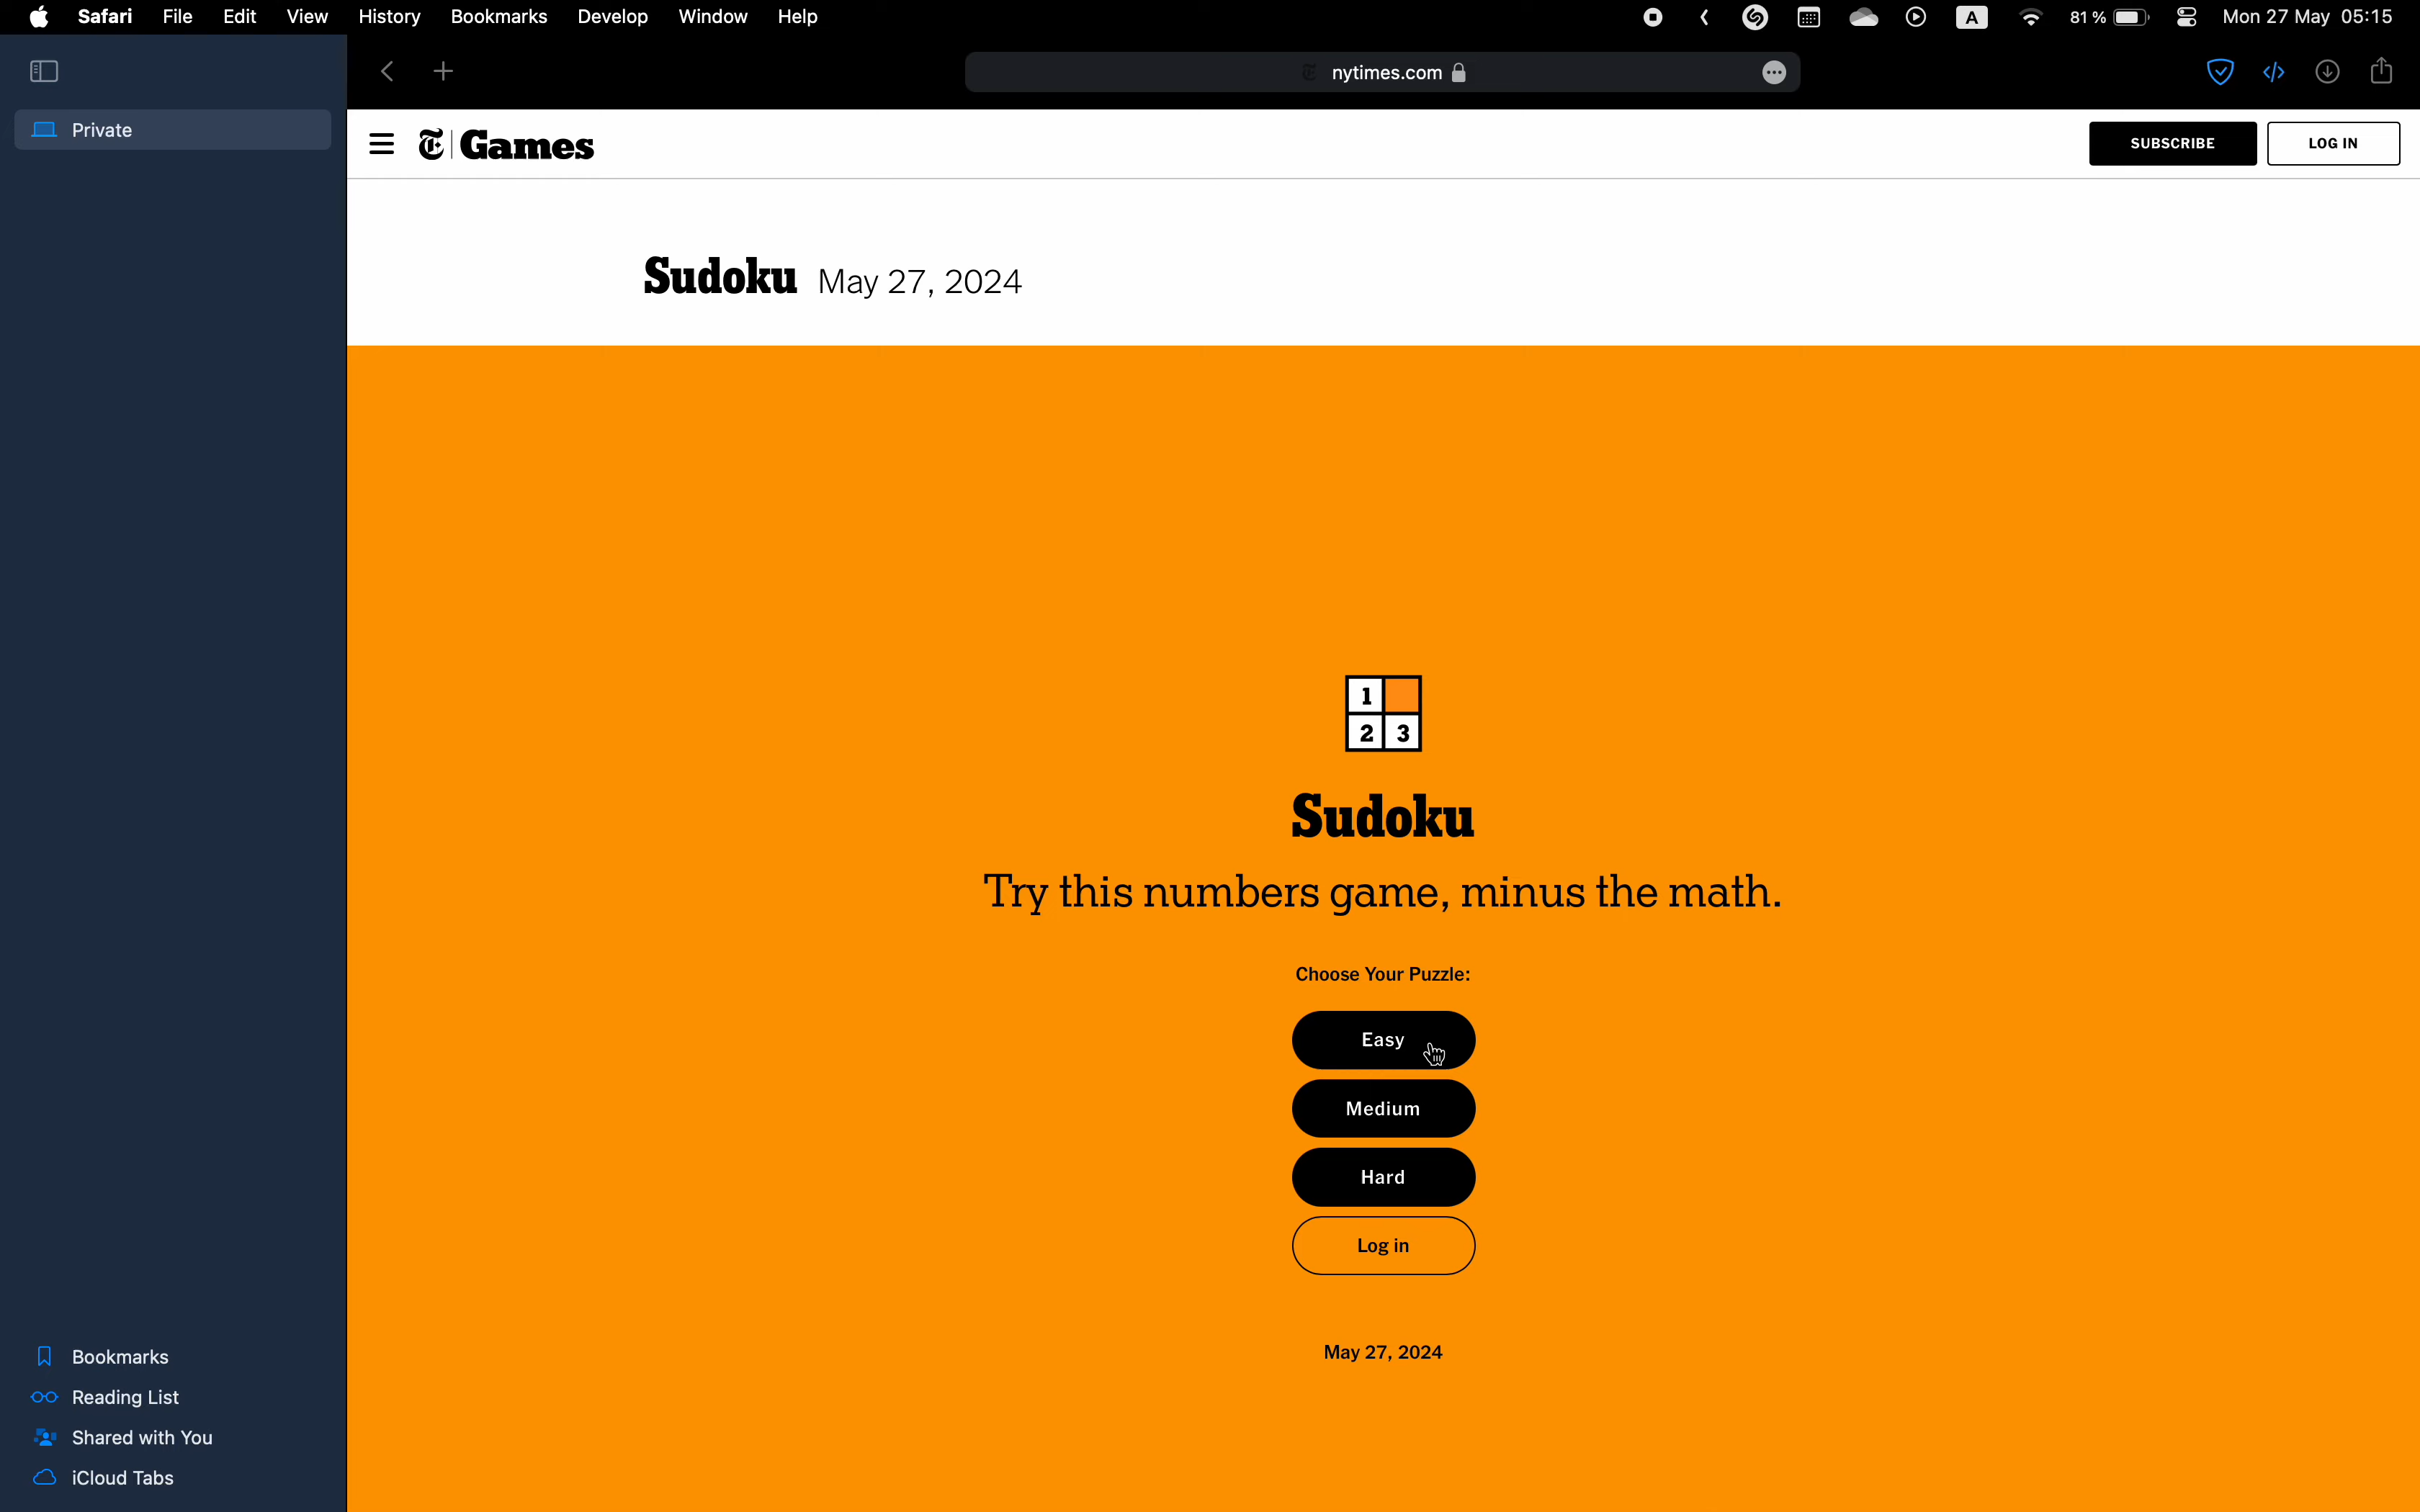 Safari File Edit View History Bookmarks Develop Window Help A 81 % Mon 27 May 05:15
nytimes.com
Private
T Games SUBSCRIBE LOG IN
Sudoku May 27, 2024
1
2 3
Sudoku
Try this numbers game, minus the math.
Choose Your Puzzle:
Easy
Medium
Hard
Log in
May 27, 2024
Bookmarks
Reading List
Shared with You
iCloud Tabs